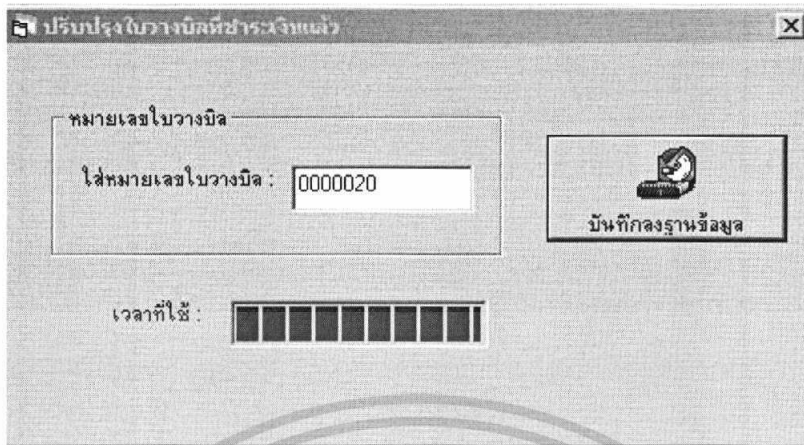 ปรับปรุงใบวางบิลที่ชำระเงินแล้ว
หมายเลขใบวางบิล
ใส่หมายเลขใบวางบิล : 0000020
บันทึกลงฐานข้อมูล
เวลาที่ใช้ :